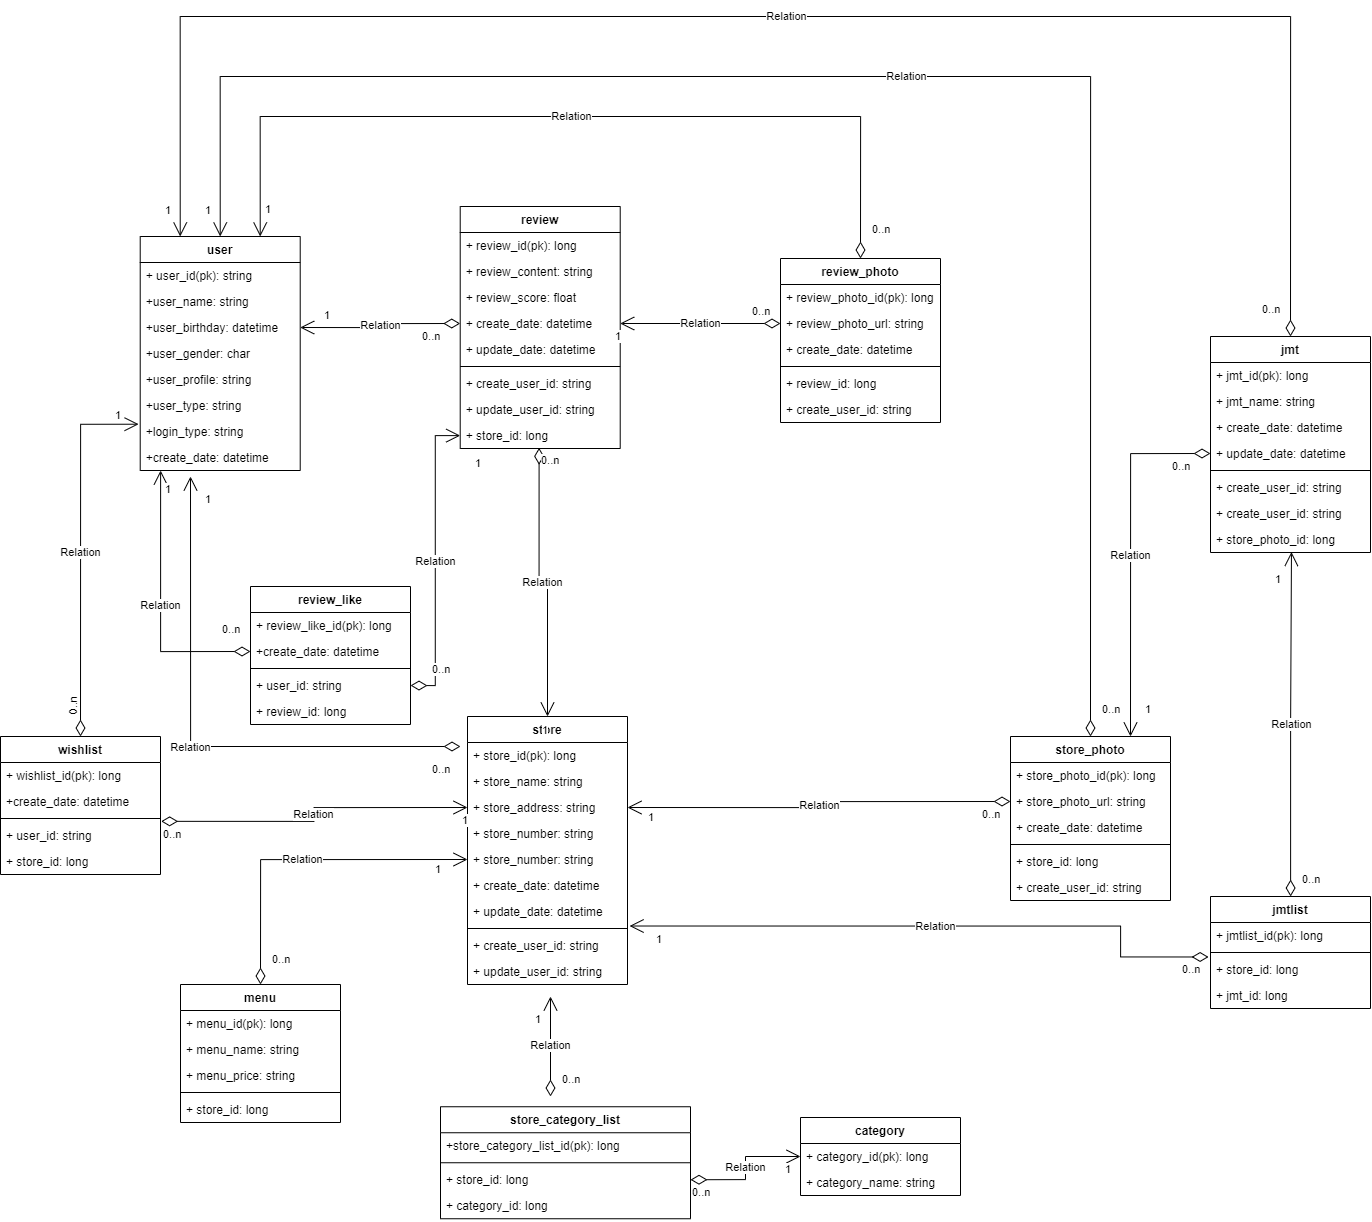 Relation
Relation
Relation
1
1
1
0..n
user
+ user_id(pk): string
+user_name: string
+user_birthday: datetime
+user_gender: char
+user_profile: string
+user_type: string
+login_type: string
+create_date: datetime
1
Relation
0..n
review
+ review_id(pk): long
+ review_content: string
+ review_score: float
+ create_date: datetime
+ update_date: datetime
+ create_user_id: string
+ update_user_id: string
+ store_id: long
1
Relation
0..n
review_photo
+ review_photo_id(pk): long
+ review_photo_url: string
+ create_date: datetime
+ review_id: long
+ create_user_id: string
0..n
jmt
+ jmt_id(pk): long
+ jmt_name: string
+ create_date: datetime
+ update_date: datetime
+ create_user_id: string
+ create_user_id: string
+ store_photo_id: long
0..n
1
1
1
1
0..n
Relation
Relation
Relation
Relation
Relation
1
0..n
review_like
+ review_like_id(pk): long
+create_date: datetime
+ user_id: string
+ review_id: long
0..n
0..n
wishlist
+ wishlist_id(pk): long
+create_date: datetime
+ user_id: string
+ store_id: long
Relation
0..n
Relation
0..n
1
store
1
+ store_id(pk): long
+ store_name: string
+ store_address: string
+ store_number: string
+ store_number: string
+ create_date: datetime
+ update_date: datetime
+ create_user_id: string
+ update_user_id: string
1
Relation
0..n
0..n
1
store_photo
+ store_photo_id(pk): long
+ store_photo_url: string
+ create_date: datetime
+ store_id: long
+ create_user_id: string
Relation
0..n
jmtlist
+ jmtlist_id(pk): long
+ store_id: long
+ jmt_id: long
1
Relation
0..n
Relation
1
0..n
menu
+ menu_id(pk): long
+ menu_name: string
+ menu_price: string
+ store_id: long
1
Relation
0..n
store_category_list
+store_category_list_id(pk): long
+ store_id: long
+ category_id: long
0..n
Relation
1
category
+ category_id(pk): long
+ category_name: string